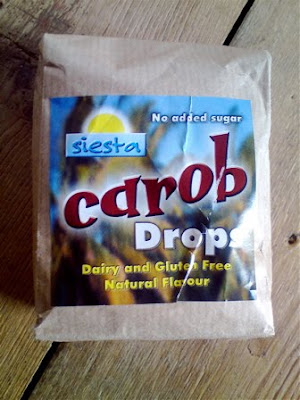 No added sugar
siesta
carob
Drops
Dairy and Gluten Free
Natural Flavour